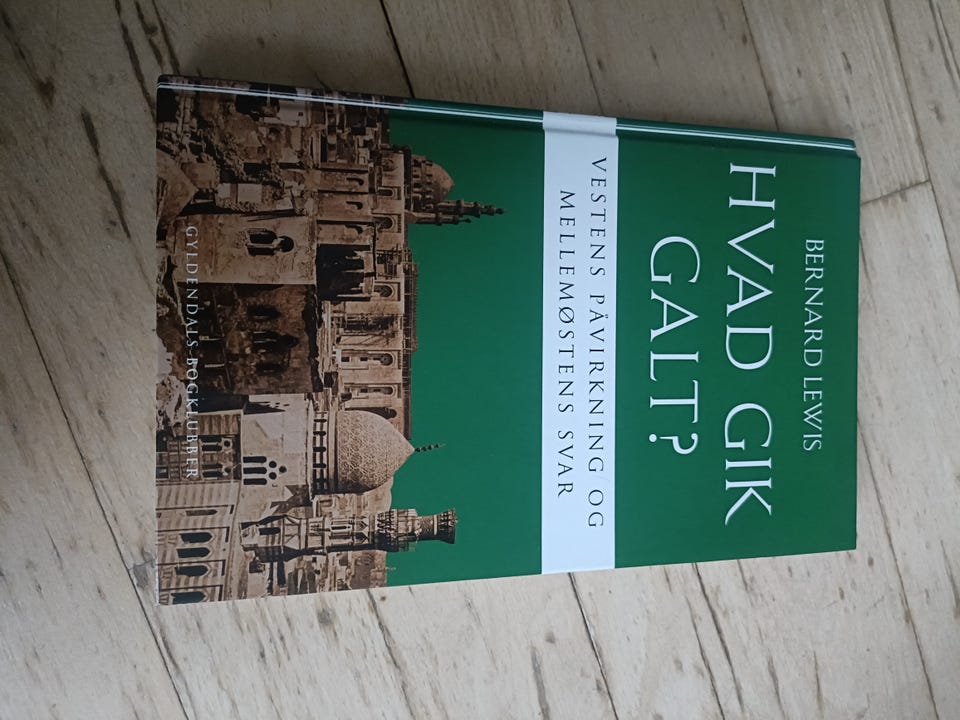 BERNARD LEWIS
HVAD GIK
GALT?
VESTENS PÅVIRKNING OG
MELLEMØSTENS SVAR
GYLDENDALS BOGKLUBBER